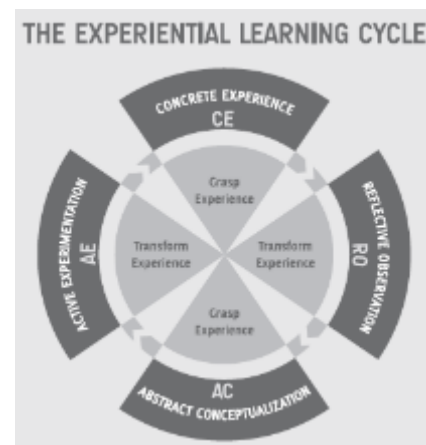 THE EXPERIENTIAL LEARNING CYCLE
CONCRETE EXPERIENCE
CE
Grasp
Experience
REFLECTIVE OBSERVATION
RO
Transform
Experience
ABSTRACT CONCEPTUALIZATION
AC
Grasp
Experience
ACTIVE EXPERIMENTATION
AE
Transform
Experience